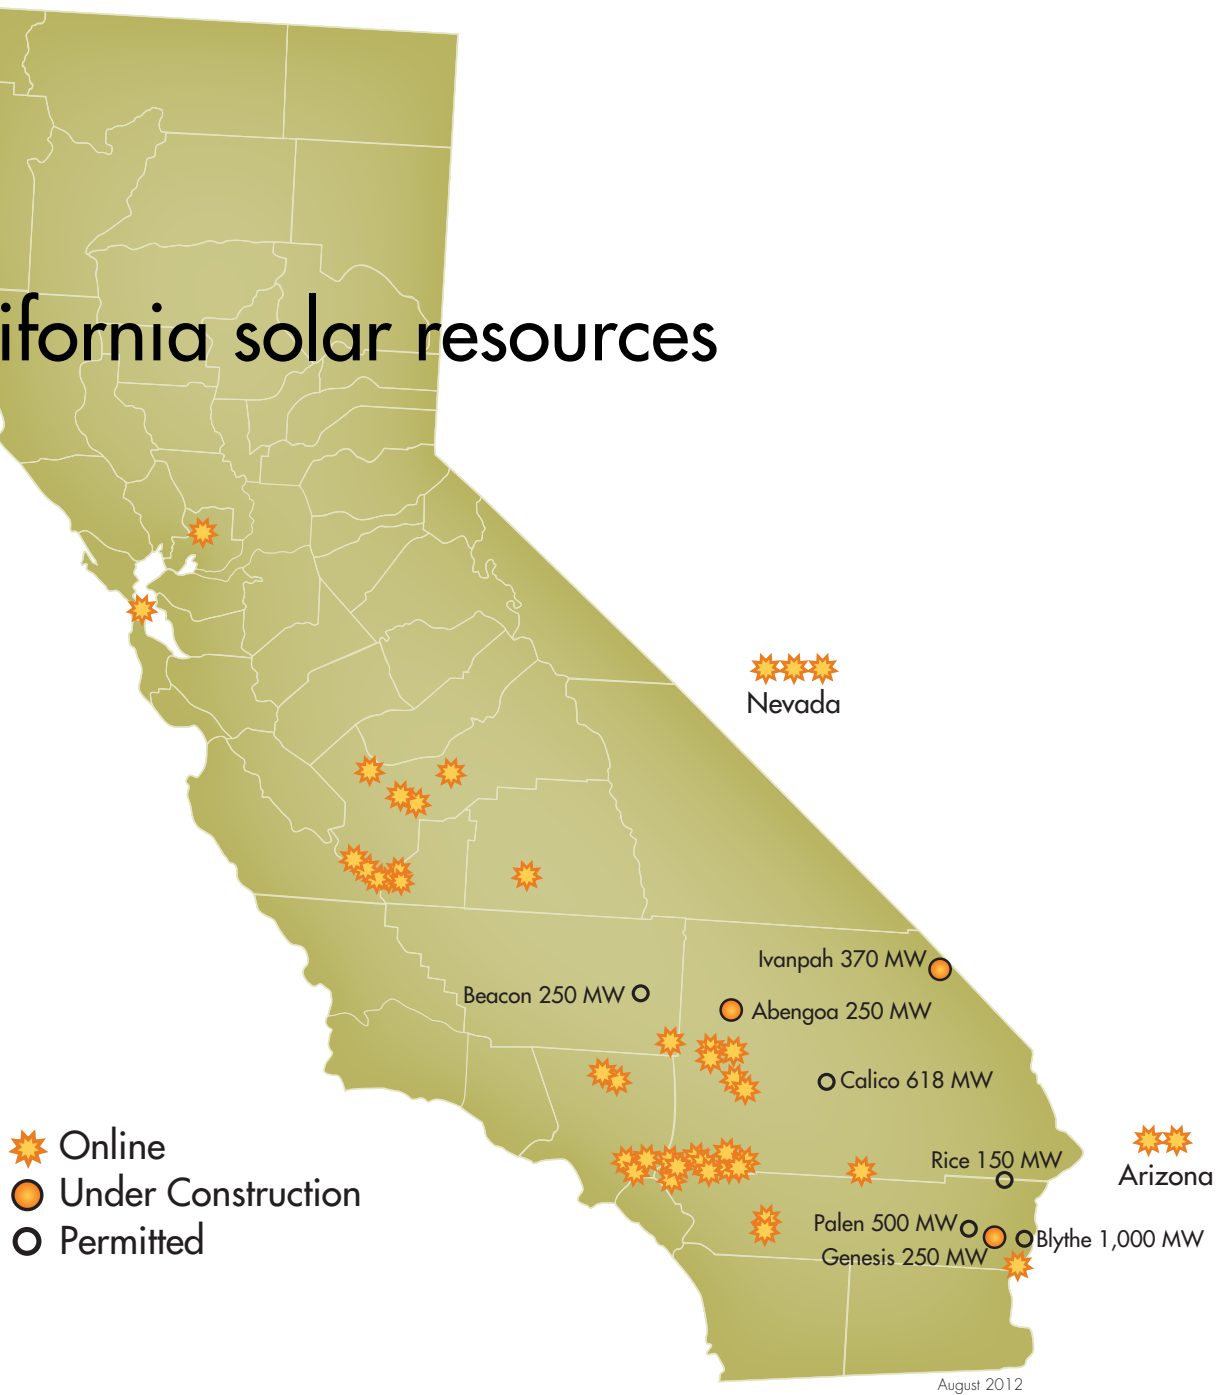 ifornia solar resources
Nevada
Ivanpah 370 MW
Beacon 250 MW
Abengoa 250 MW
Calico 618 MW
Online
Under Construction
Permitted
Rice 150 MW
Arizona
Palen 500 MW
Blythe 1,000 MW
Genesis 250 MW
August 2012